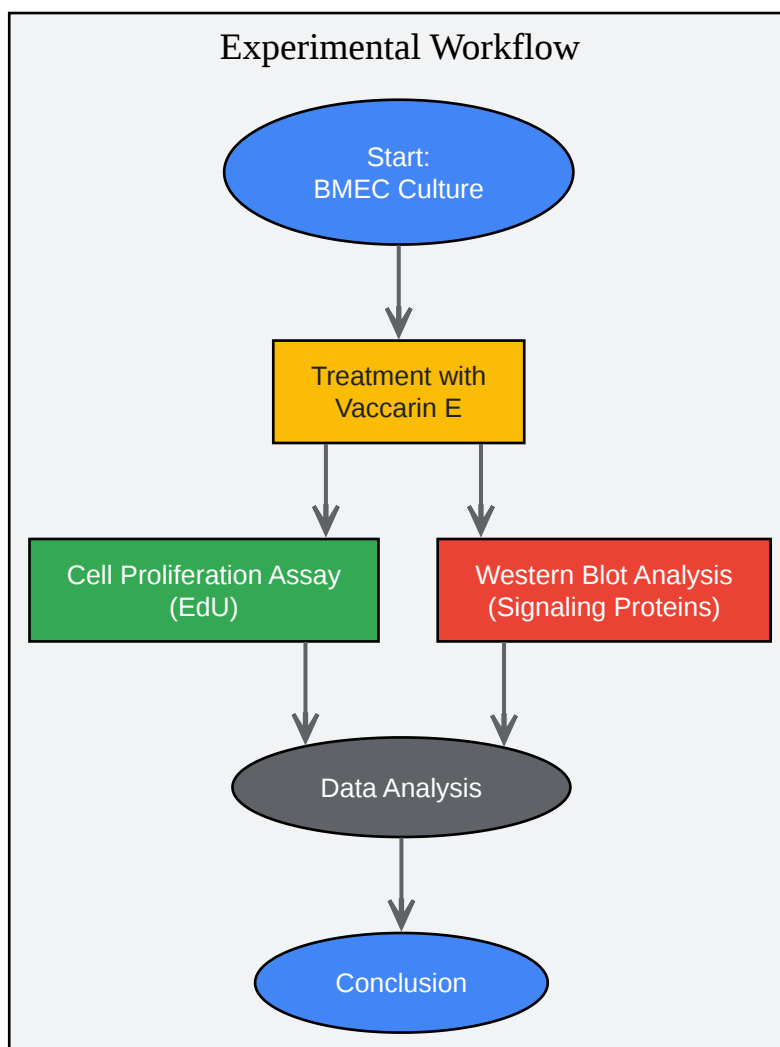 Experimental Workflow
Start:
BMEC Culture
Treatment with
Vaccarin E
Cell Proliferation Assay
(EdU)
Western Blot Analysis
(Signaling Proteins)
Data Analysis
Conclusion